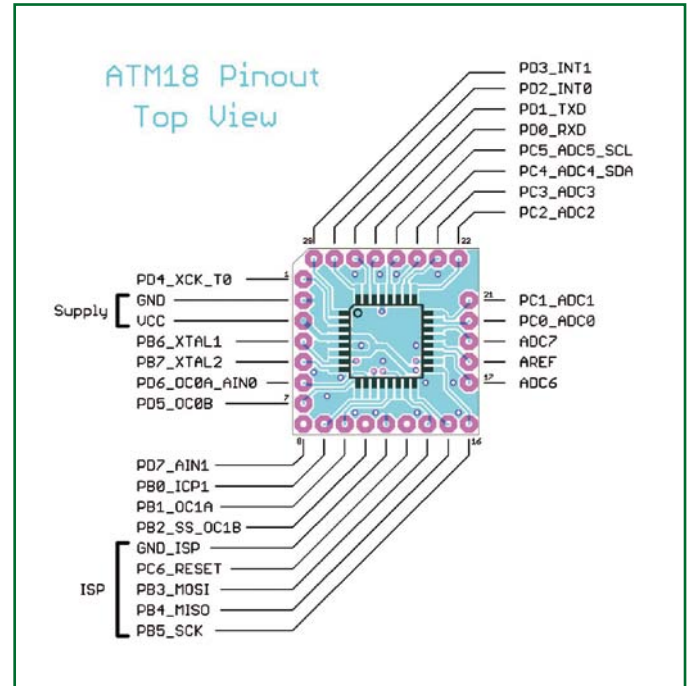 ATM18 Pinout
Top View
PD3_INT1
PD2_INT0
PD1_TXD
PD0_RXD
PC5_ADC5_SCL
PC4_ADC4_SDA
PC3_ADC3
PC2_ADC2
22
1
PD4_XCK_T0
Supply
GND
VCC
PB6_XTAL1
PB7_XTAL2
PD6_OC0A_AIN0
PD5_OC0B
7
21
PC1_ADC1
PC0_ADC0
ADC7
AREF
ADC6
17
8
16
PD7_AIN1
PB0_ICP1
PB1_OC1A
PB2_SS_OC1B
ISP
GND_ISP
PC6_RESET
PB3_MOSI
PB4_MISO
PB5_SCK